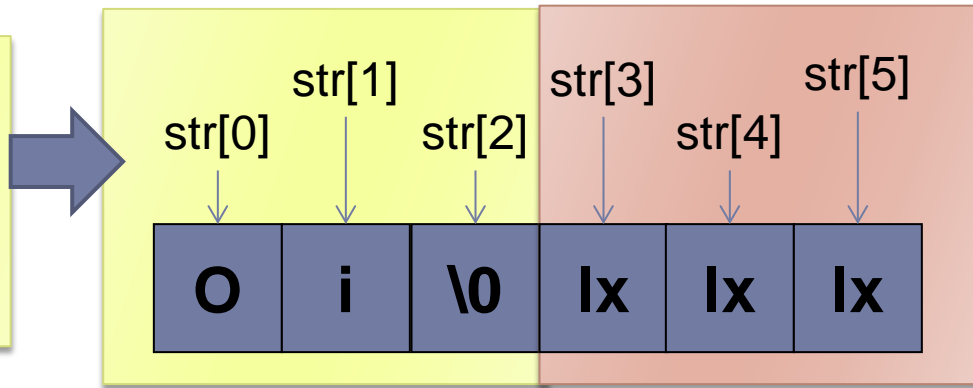 str[0] str[1] str[2] str[3] str[4] str[5]
O i \0 lx lx lx